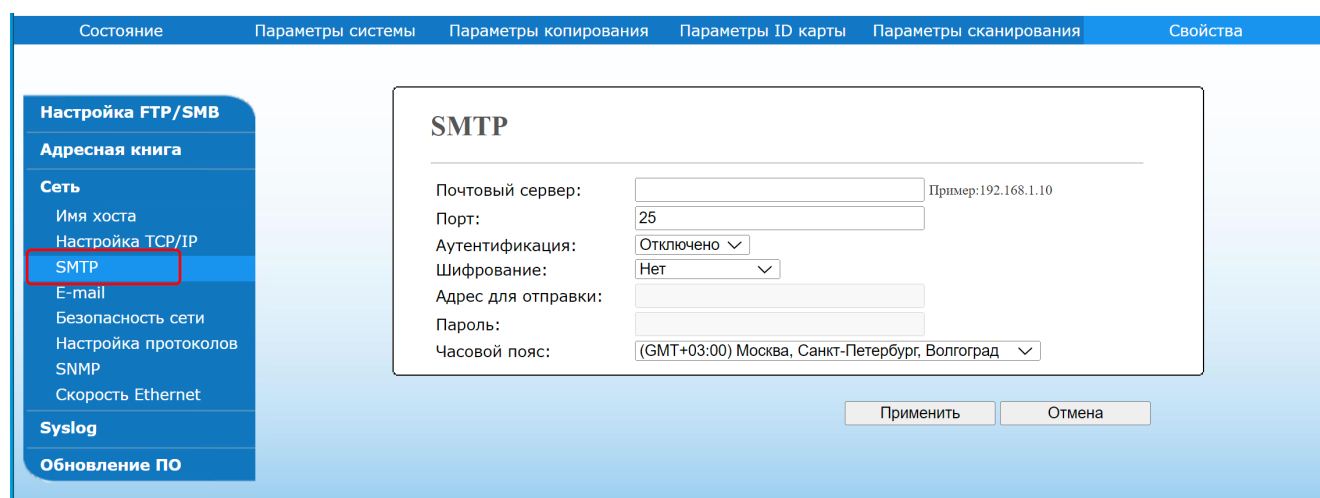 Состояние Параметры системы Параметры копирования Параметры ID карты Параметры сканирования Свойства
Настройка FTP/SMB
Адресная книга
Сеть
Имя хоста
Настройка TCP/IP
SMTP
E-mail
Безопасность сети
Настройка протоколов
SNMP
Скорость Ethernet
Syslog
Обновление ПО
SMTP
Почтовый сервер: Пример:192.168.1.10
Порт: 25
Аутентификация: Отключено
Шифрование: Нет
Адрес для отправки:
Пароль:
Часовой пояс: (GMT+03:00) Москва, Санкт-Петербург, Волгоград
Применить Отмена